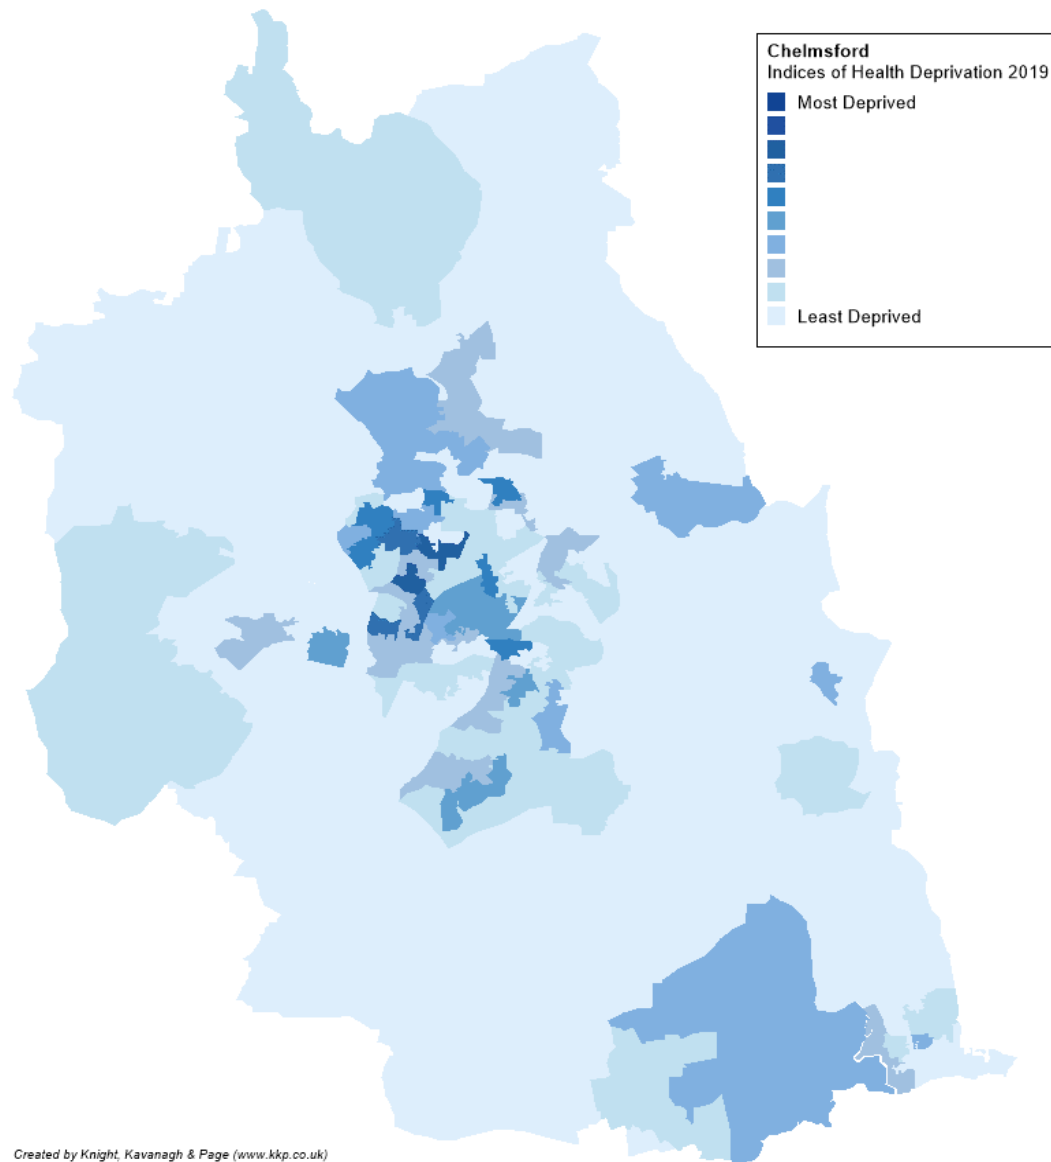 Chelmsford
Indices of Health Deprivation 2019
Most Deprived
Least Deprived
Created by Knight, Kavanagh & Page (www.kkp.co.uk)